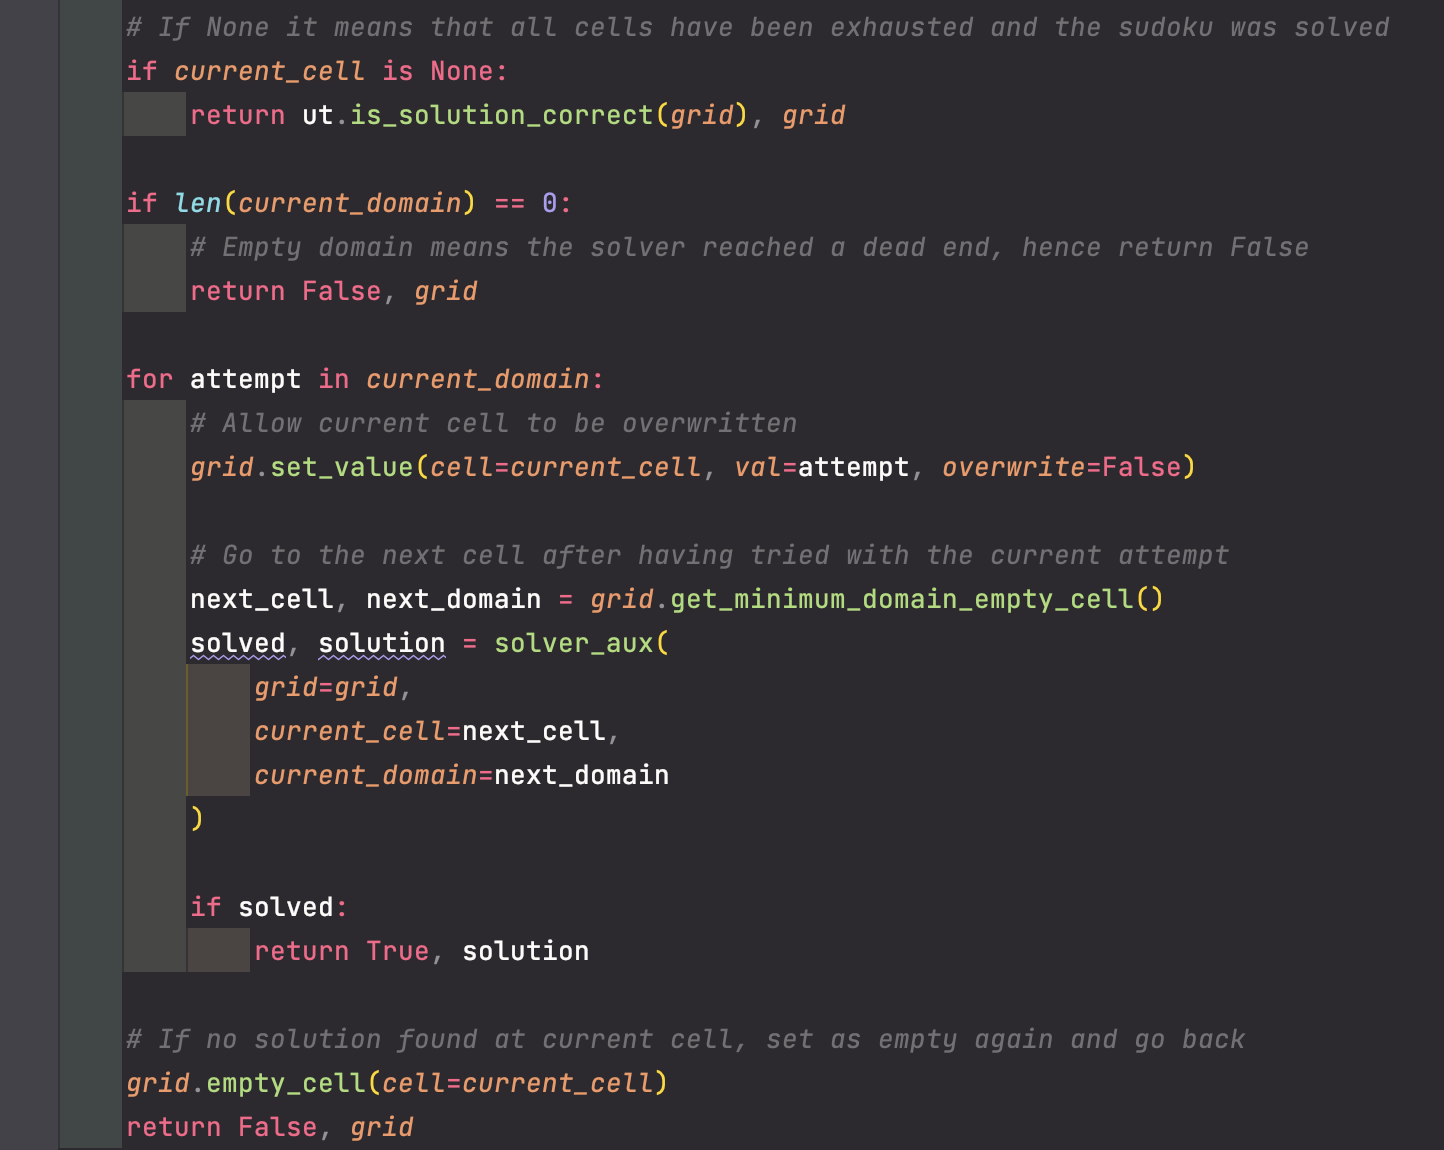 # If None it means that all cells have been exhausted and the sudoku was solved
if current_cell is None:
    return ut.is_solution_correct(grid), grid

if len(current_domain) == 0:
    # Empty domain means the solver reached a dead end, hence return False
    return False, grid

for attempt in current_domain:
    # Allow current cell to be overwritten
    grid.set_value(cell=current_cell, val=attempt, overwrite=False)

    # Go to the next cell after having tried with the current attempt
    next_cell, next_domain = grid.get_minimum_domain_empty_cell()
    solved, solution = solver_aux(
        grid=grid,
        current_cell=next_cell,
        current_domain=next_domain
    )

    if solved:
        return True, solution

# If no solution found at current cell, set as empty again and go back
grid.empty_cell(cell=current_cell)
return False, grid